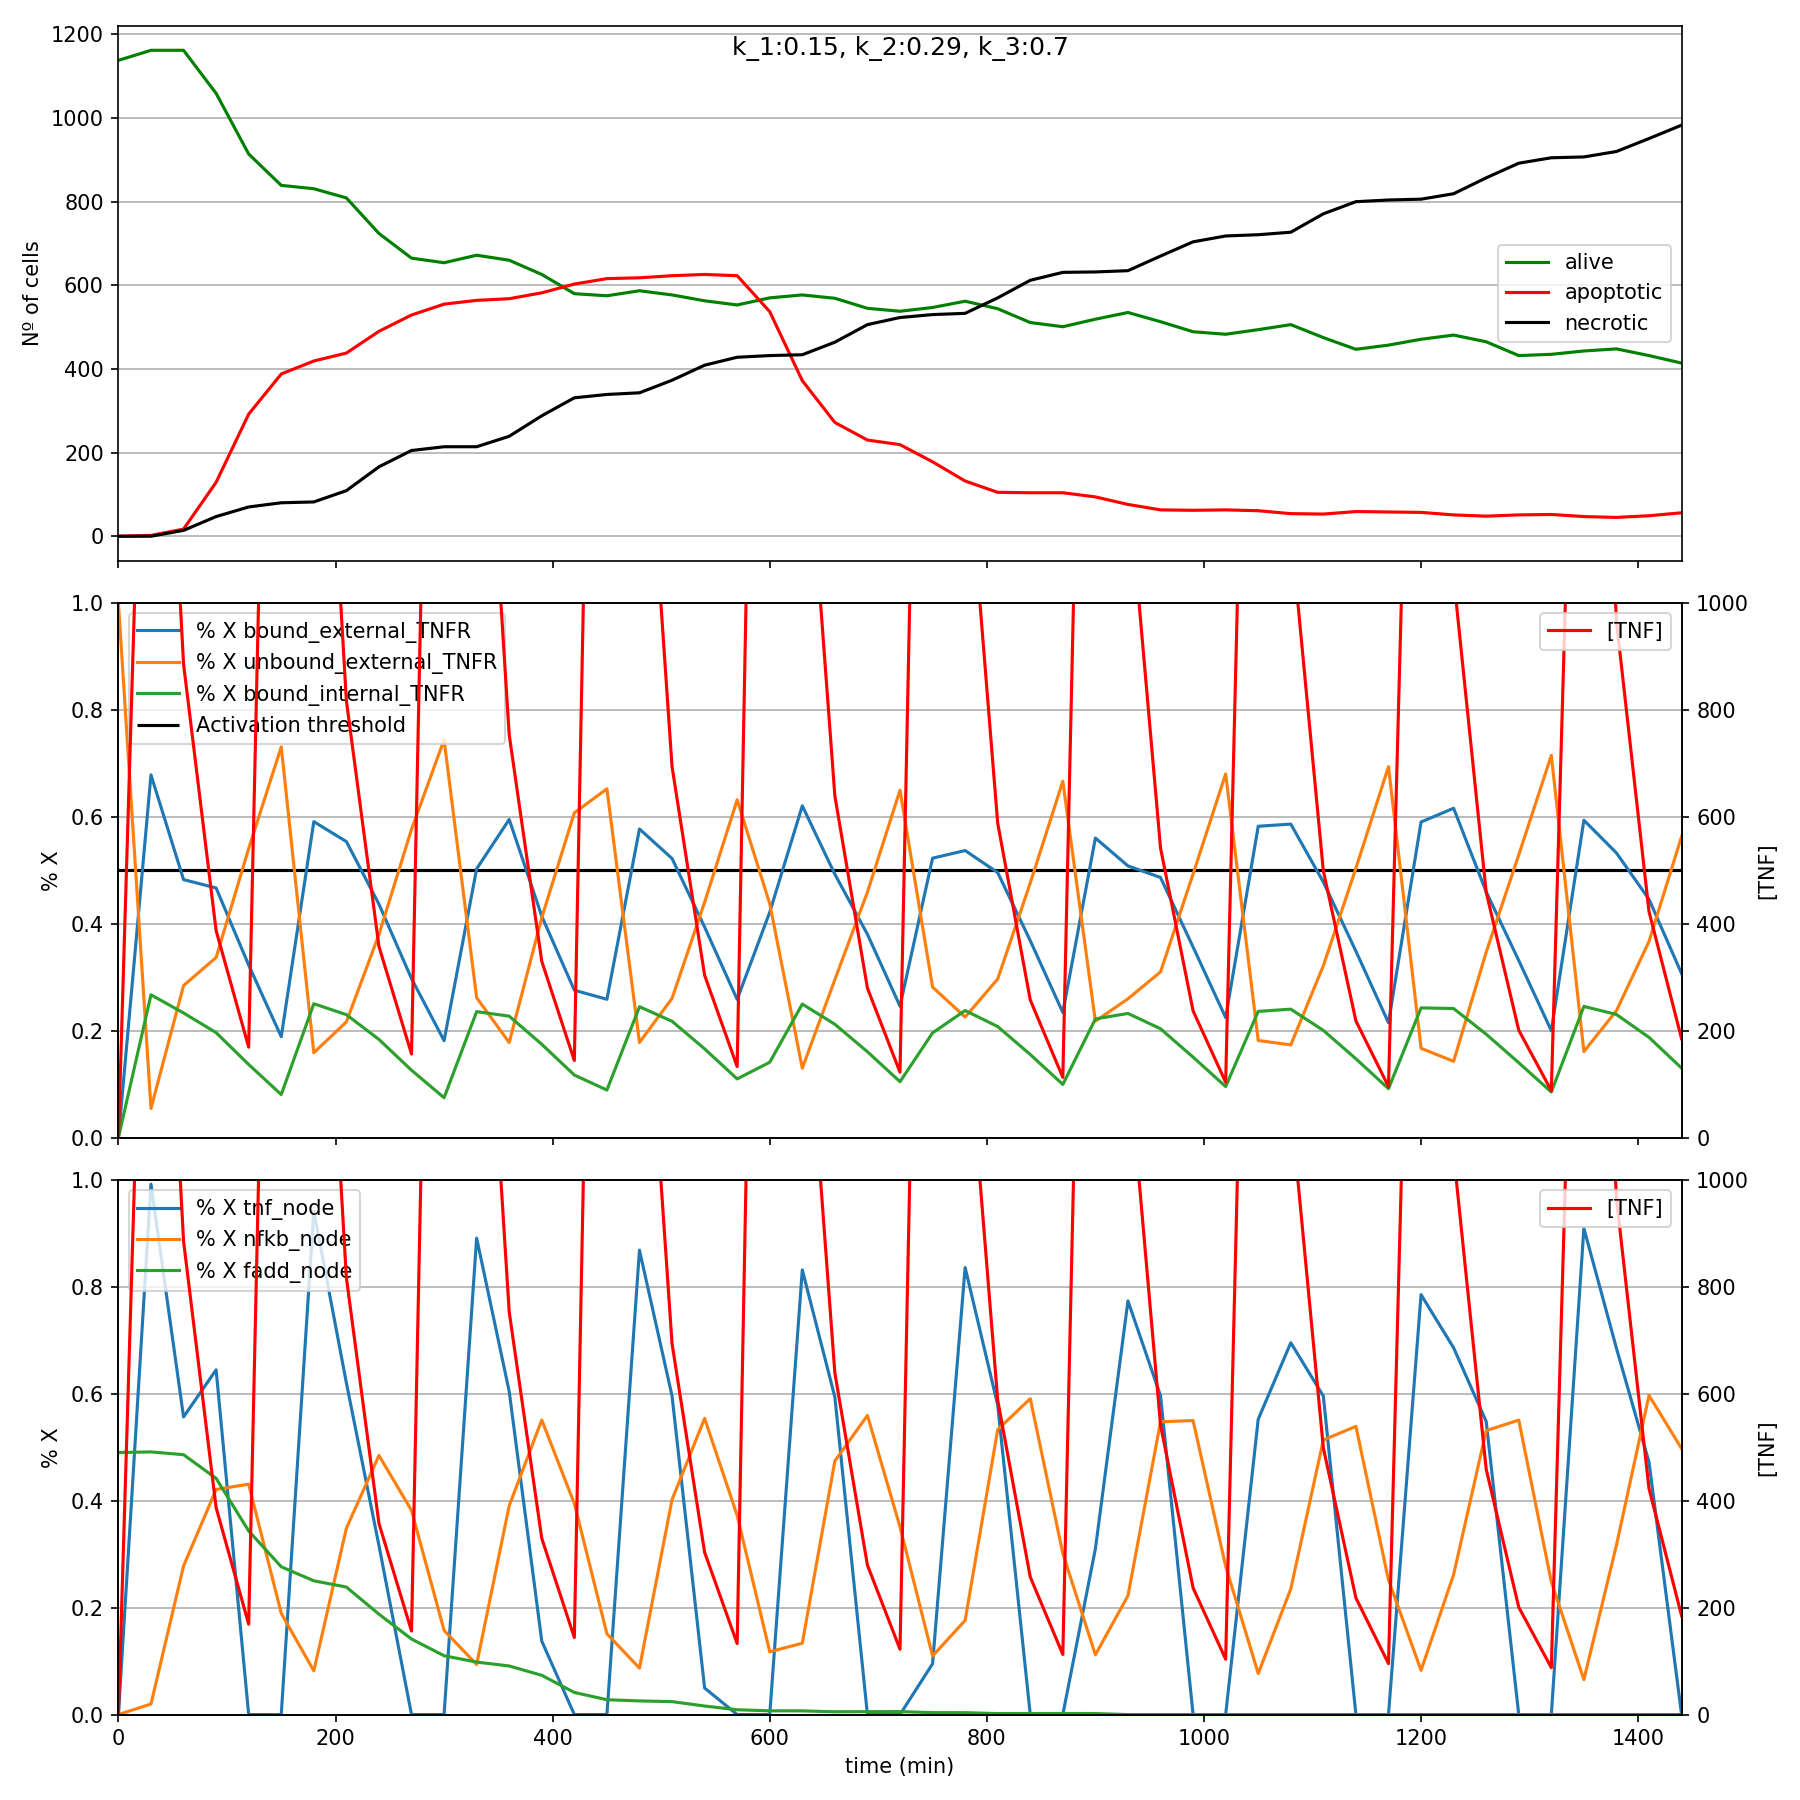 k_1:0.15, k_2:0.29, k_3:0.7
1200
1000
800
600
400
200
0
Nº of cells
alive
apoptotic
necrotic
1.0
0.8
0.6
0.4
0.2
0.0
% X
% X bound_external_TNFR
% X unbound_external_TNFR
% X bound_internal_TNFR
Activation threshold
[TNF]
1000
800
600
400
200
0
[TNF]
1.0
0.8
0.6
0.4
0.2
0.0
% X
% X tnf_node
% X nfkb_node
% X fadd_node
[TNF]
1000
800
600
400
200
0
[TNF]
0 200 400 600 800 1000 1200 1400
time (min)